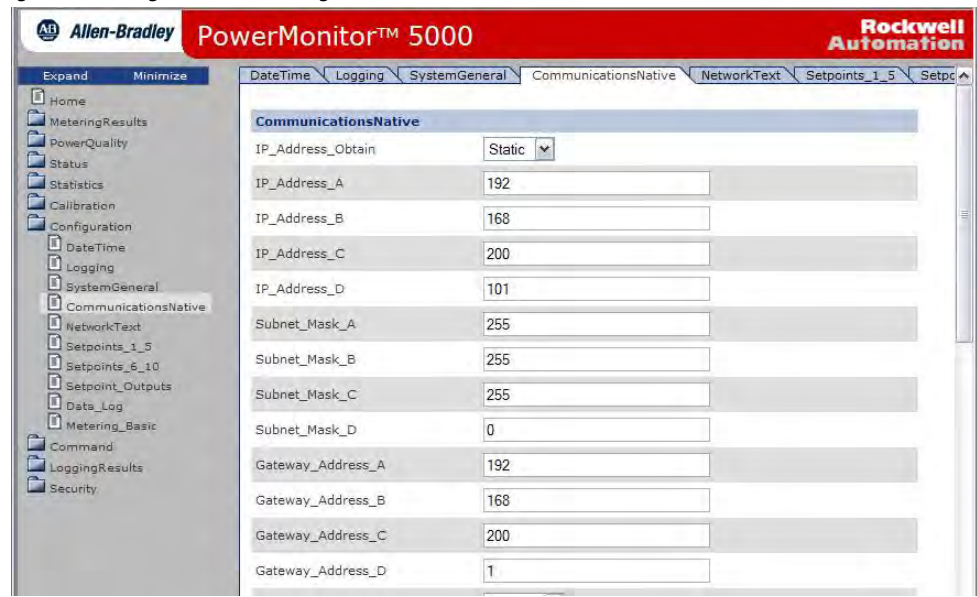 AB Allen-Bradley PowerMonitor™ 5000 Rockwell Automation
Expand Minimize
Home
MeteringResults
PowerQuality
Status
Statistics
Calibration
Configuration
DateTime
Logging
SystemGeneral
CommunicationsNative
NetworkText
Setpoints_1_5
Setpoints_6_10
Setpoint_Outputs
Data_Log
Metering_Basic
Command
LoggingResults
Security
DateTime Logging SystemGeneral CommunicationsNative NetworkText Setpoints_1_5 Setpc
CommunicationsNative
IP_Address_Obtain Static
IP_Address_A 192
IP_Address_B 168
IP_Address_C 200
IP_Address_D 101
Subnet_Mask_A 255
Subnet_Mask_B 255
Subnet_Mask_C 255
Subnet_Mask_D 0
Gateway_Address_A 192
Gateway_Address_B 168
Gateway_Address_C 200
Gateway_Address_D 1